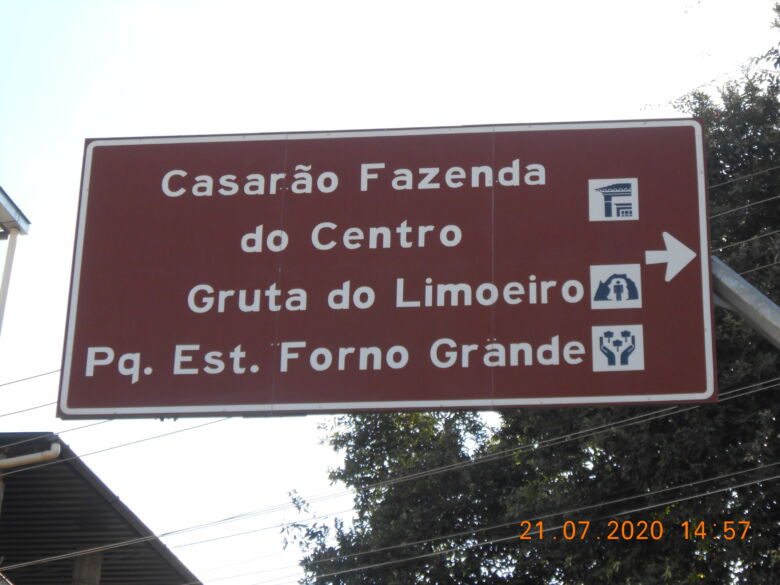 Casarão Fazenda
do Centro
Gruta do Limoeiro
Pq. Est. Forno Grande
21.07.2020 14:57